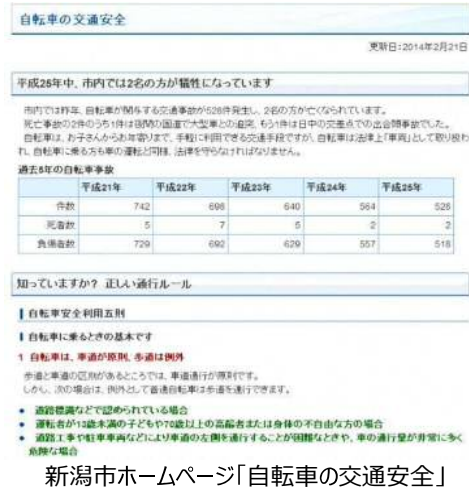 自転車の交通安全
更新日:2014年2月21日
平成25年中、市内では2名の方が犠牲になっています
市内では昨年、自転車が関与する交通事故が528件発生し、2名の方が亡くなられています。
死亡事故の2件のうち1件は夜間の国道で大型車との追突、もう1件は日中の交差点での出会頭事故でした。
自転車は、お子さんからお年寄りまで、手軽に利用できる交通手段ですが、自転車は法律上「車両」として取り扱わ
れ、自転車に乗る方も車の運転と同様、法律を守らなければなりません。
過去5年の自転車事故
平成21年 平成22年 平成23年 平成24年 平成25年
件数 742 698 640 564 528
死者数 5 7 5 2 2
負傷者数 729 692 629 557 518
知っていますか? 正しい通行ルール
自転車安全利用五則
自転車に乗るときの基本です
1 自転車は、車道が原則、歩道は例外
歩道と車道の区別があるところでは、車道通行が原則です。
しかし、次の場合は、例外として普通自転車は歩道を通行できます。
• 道路標識などで認められている場合
• 運転者が13歳未満の子どもや70歳以上の高齢者または身体の不自由な方の場合
• 道路工事や駐車車両などにより車道の左側を通行することが困難なときや、車の通行量が非常に多く
危険な場合
新潟市ホームページ「自転車の交通安全」